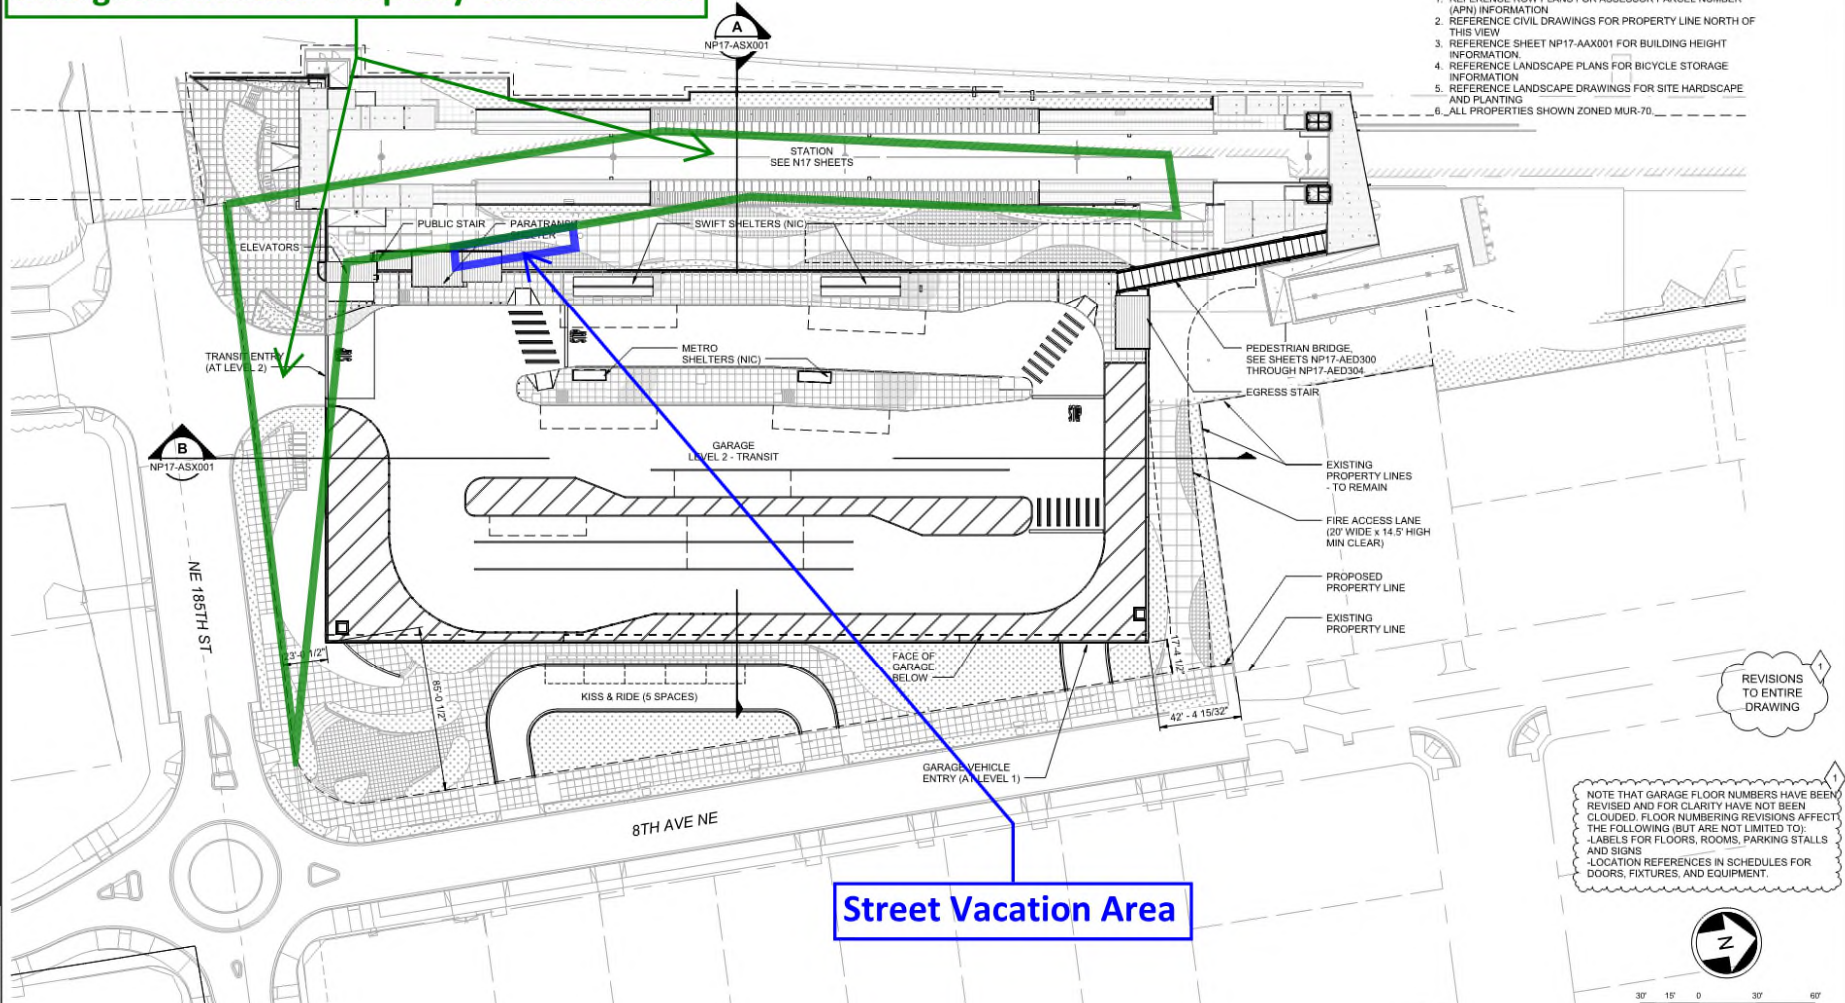 A
NP17-ASX001
(APN) INFORMATION
2. REFERENCE CIVIL DRAWINGS FOR PROPERTY LINE NORTH OF
THIS VIEW
3. REFERENCE SHEET NP17-AAX001 FOR BUILDING HEIGHT
INFORMATION.
4. REFERENCE LANDSCAPE PLANS FOR BICYCLE STORAGE
INFORMATION
5. REFERENCE LANDSCAPE DRAWINGS FOR SITE HARDSCAPE
AND PLANTING
6. ALL PROPERTIES SHOWN ZONED MUR-70.
STATION
SEE N17 SHEETS
PUBLIC STAIR
SWIFT SHELTERS (NIC)
ELEVATORS
TRANSIT ENTRY
(AT LEVEL 2)
METRO
SHELTERS (NIC)
PEDESTRIAN BRIDGE,
SEE SHEETS NP17-AED300
THROUGH NP17-AED304
EGRESS STAIR
STOP
B
NP17-ASX001
GARAGE
LEVEL 2 - TRANSIT
EXISTING
PROPERTY LINES
- TO REMAIN
FIRE ACCESS LANE
(20' WIDE x 14.5' HIGH
MIN CLEAR)
PROPOSED
PROPERTY LINE
EXISTING
PROPERTY LINE
NE 185TH ST
85'-0 1/2"
17'-4 1/2"
FACE OF
GARAGE
BELOW
KISS & RIDE (5 SPACES)
42' - 4 15/32"
GARAGE VEHICLE
ENTRY (AT LEVEL 1)
8TH AVE NE
1
REVISIONS
TO ENTIRE
DRAWING
1
NOTE THAT GARAGE FLOOR NUMBERS HAVE BEEN
REVISED AND FOR CLARITY HAVE NOT BEEN
CLOUDED. FLOOR NUMBERING REVISIONS AFFECT
THE FOLLOWING (BUT ARE NOT LIMITED TO):
-LABELS FOR FLOORS, ROOMS, PARKING STALLS
AND SIGNS
-LOCATION REFERENCES IN SCHEDULES FOR
DOORS, FIXTURES, AND EQUIPMENT.
Street Vacation Area
N
30' 15' 0 30' 60'